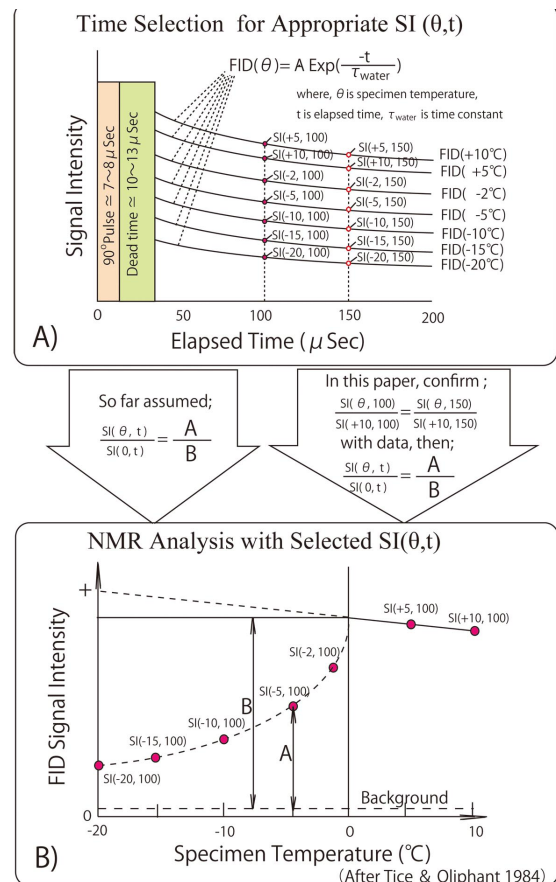 Time Selection for Appropriate SI (θ,t)
FID(θ)= A Exp(-t/τwater)
where, θ is specimen temperature,
t is elapsed time, τwater is time constant
Signal Intensity
90°Pulse ≃ 7~8 μ Sec
Dead time ≃ 10~13 μ Sec
SI(+5, 100)
SI(+10, 100)
SI(-2, 100)
SI(-5, 100)
SI(-10, 100)
SI(-15, 100)
SI(-20, 100)
SI(+5, 150)
SI(+10, 150)
SI(-2, 150)
SI(-5, 150)
SI(-10, 150)
SI(-15, 150)
SI(-20, 150)
FID(+10℃)
FID( +5℃)
FID( -2℃)
FID( -5℃)
FID(-10℃)
FID(-15℃)
FID(-20℃)
0 50 100 150 200
Elapsed Time ( μ Sec)
A)
So far assumed;
SI( θ, t)/SI(0, t) = A/B
In this paper, confirm ;
SI( θ, 100)/SI(+10, 100) = SI( θ, 150)/SI(+10, 150)
with data, then;
SI( θ, t)/SI(0, t) = A/B
NMR Analysis with Selected SI(θ,t)
+
FID Signal Intensity
SI(+5, 100)
SI(+10, 100)
SI(-2, 100)
B
SI(-5, 100)
SI(-10, 100)
A
SI(-15, 100)
SI(-20, 100)
Background
0
-20 -10 0 10
Specimen Temperature (℃)
B)
(After Tice & Oliphant 1984)